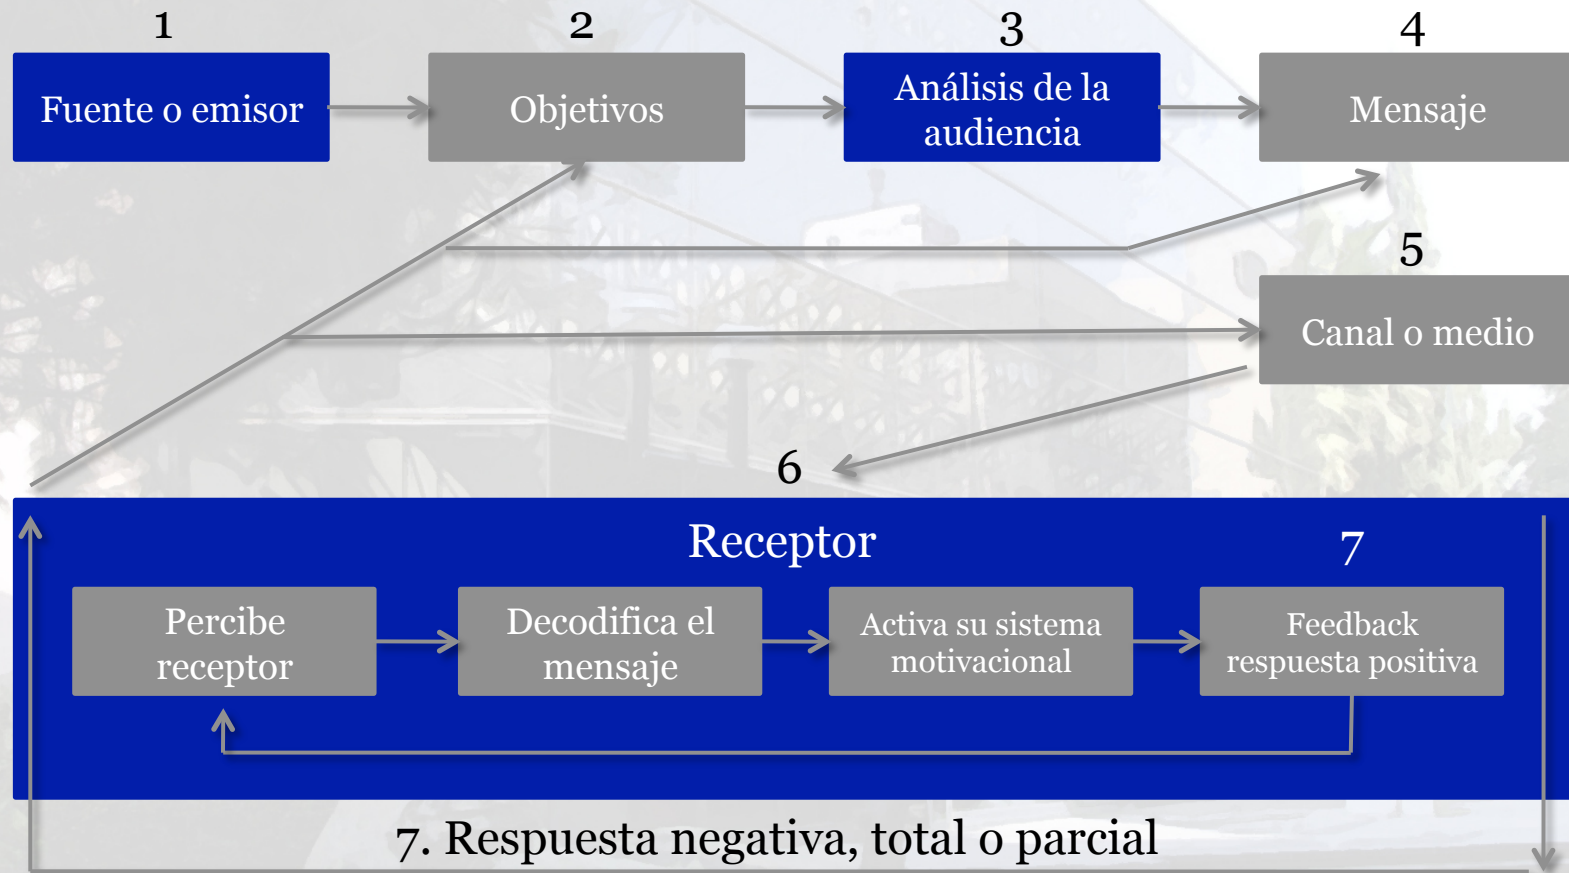 1
Fuente o emisor
2
Objetivos
3
Análisis de la
audiencia
4
Mensaje
5
Canal o medio
6
Receptor
Percibe
receptor
Decodifica el
mensaje
Activa su sistema
motivacional
7
Feedback
respuesta positiva
7. Respuesta negativa, total o parcial